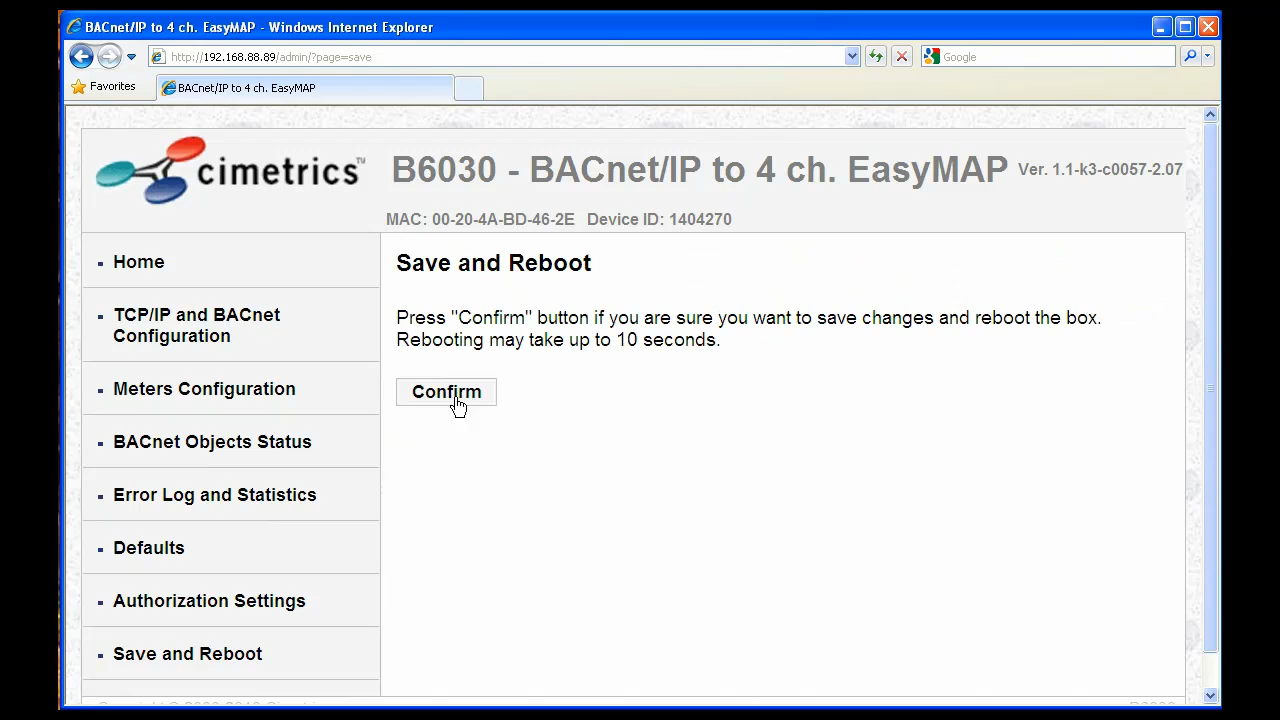 BACnet/IP to 4 ch. EasyMAP - Windows Internet Explorer
http://192.168.88.89/admin/?page=save
Google
Favorites
BACnet/IP to 4 ch. EasyMAP
cimetrics™
B6030 - BACnet/IP to 4 ch. EasyMAP Ver. 1.1-k3-c0057-2.07
MAC: 00-20-4A-BD-46-2E Device ID: 1404270
Home
TCP/IP and BACnet
Configuration
Meters Configuration
BACnet Objects Status
Error Log and Statistics
Defaults
Authorization Settings
Save and Reboot
Save and Reboot
Press "Confirm" button if you are sure you want to save changes and reboot the box.
Rebooting may take up to 10 seconds.
Confirm